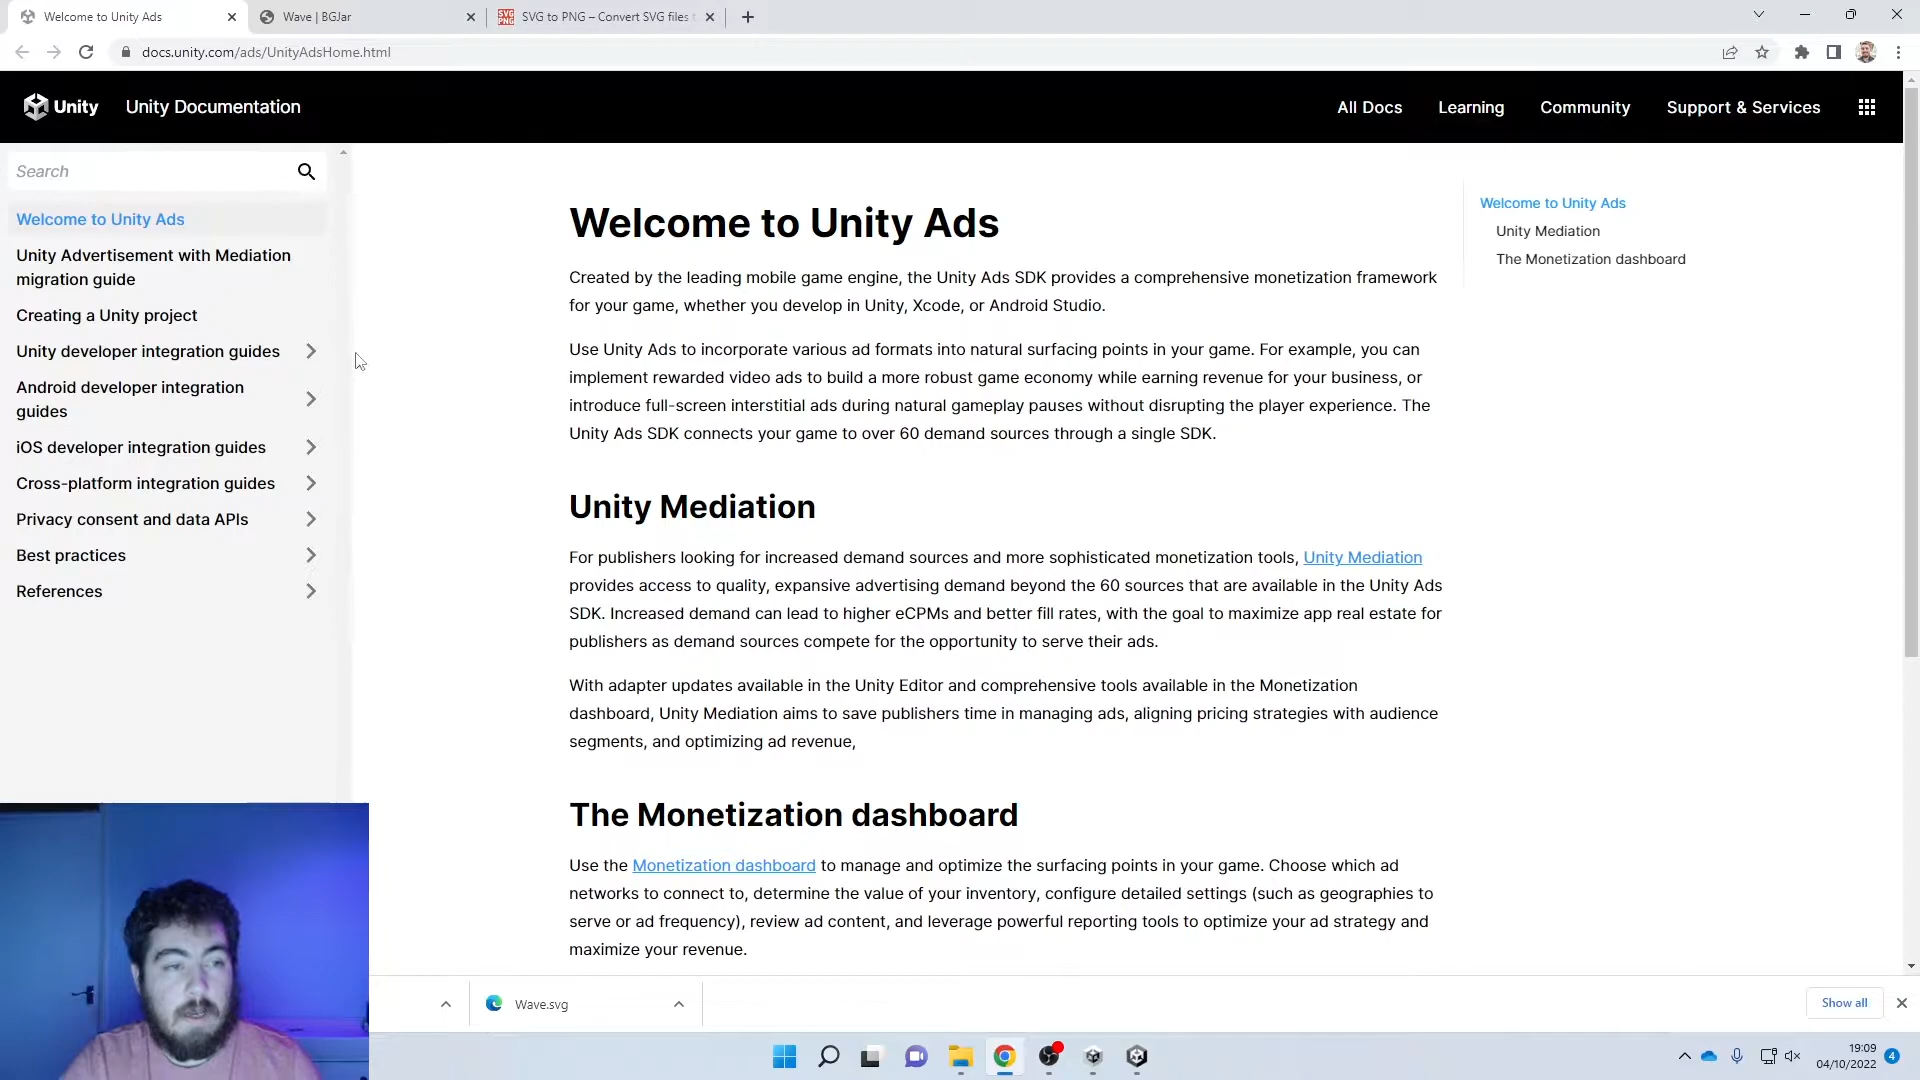 Welcome to Unity Ads
Wave | BGJar
SVG to PNG – Convert SVG files
docs.unity.com/ads/UnityAdsHome.html
Unity
Unity Documentation
All Docs
Learning
Community
Support & Services
Search
Welcome to Unity Ads
Unity Advertisement with Mediation
migration guide
Creating a Unity project
Unity developer integration guides
Android developer integration
guides
iOS developer integration guides
Cross-platform integration guides
Privacy consent and data APIs
Best practices
References
Welcome to Unity Ads
Created by the leading mobile game engine, the Unity Ads SDK provides a comprehensive monetization framework
for your game, whether you develop in Unity, Xcode, or Android Studio.
Use Unity Ads to incorporate various ad formats into natural surfacing points in your game. For example, you can
implement rewarded video ads to build a more robust game economy while earning revenue for your business, or
introduce full-screen interstitial ads during natural gameplay pauses without disrupting the player experience. The
Unity Ads SDK connects your game to over 60 demand sources through a single SDK.
Unity Mediation
For publishers looking for increased demand sources and more sophisticated monetization tools, Unity Mediation
provides access to quality, expansive advertising demand beyond the 60 sources that are available in the Unity Ads
SDK. Increased demand can lead to higher eCPMs and better fill rates, with the goal to maximize app real estate for
publishers as demand sources compete for the opportunity to serve their ads.
With adapter updates available in the Unity Editor and comprehensive tools available in the Monetization
dashboard, Unity Mediation aims to save publishers time in managing ads, aligning pricing strategies with audience
segments, and optimizing ad revenue,
The Monetization dashboard
Use the Monetization dashboard to manage and optimize the surfacing points in your game. Choose which ad
networks to connect to, determine the value of your inventory, configure detailed settings (such as geographies to
serve or ad frequency), review ad content, and leverage powerful reporting tools to optimize your ad strategy and
maximize your revenue.
Welcome to Unity Ads
Unity Mediation
The Monetization dashboard
Wave.svg
Show all
19:09
04/10/2022
4